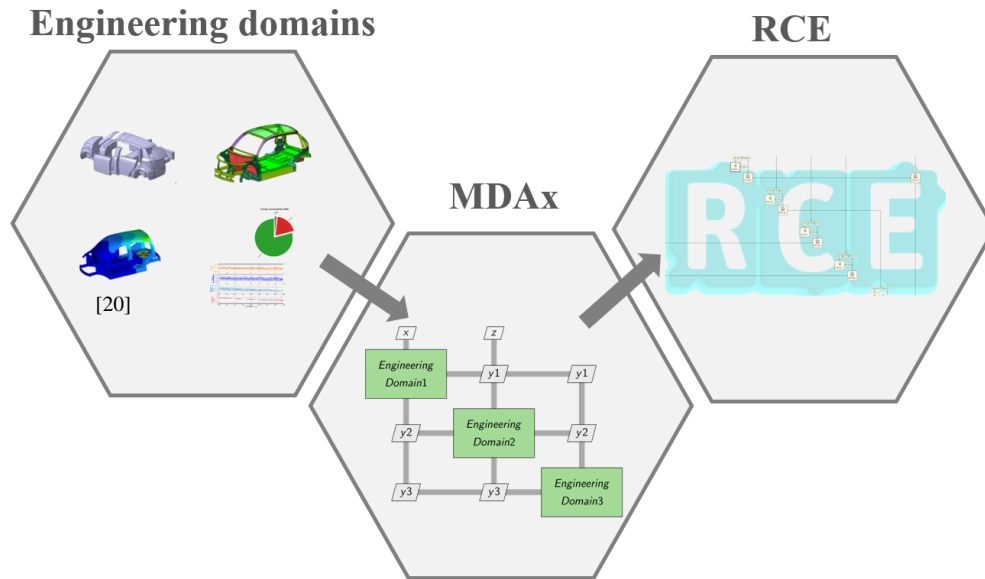 Engineering domains
RCE
MDAx
[20]
RCE
x
z
Engineering
Domain1
y1
y1
y2
Engineering
Domain2
y2
y3
y3
Engineering
Domain3